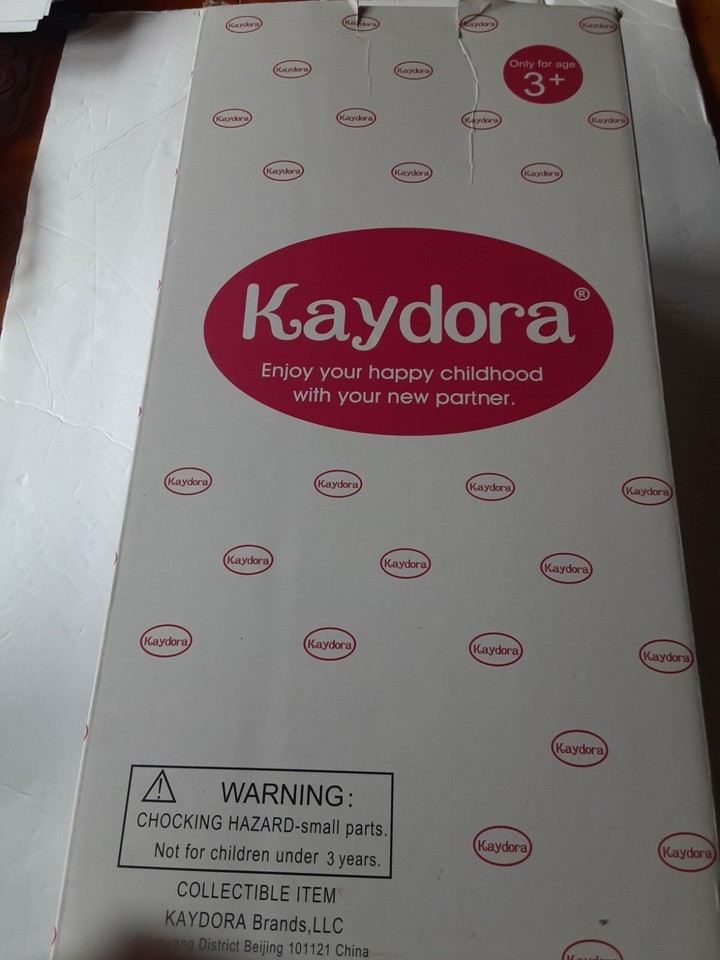 Kaydora Kaydora Kaydora Kaydora
Kaydora Kaydora
Only for age
3+
Kaydora Kaydora Kaydora Kaydora
Kaydora Kaydora Kaydora
Kaydora®
Enjoy your happy childhood
with your new partner.
Kaydora Kaydora Kaydora Kaydora
Kaydora Kaydora Kaydora
Kaydora Kaydora Kaydora Kaydora
Kaydora
WARNING:
CHOCKING HAZARD-small parts.
Not for children under 3 years.
Kaydora Kaydora
COLLECTIBLE ITEM
KAYDORA Brands,LLC
District Beijing 101121 China
Kaydora